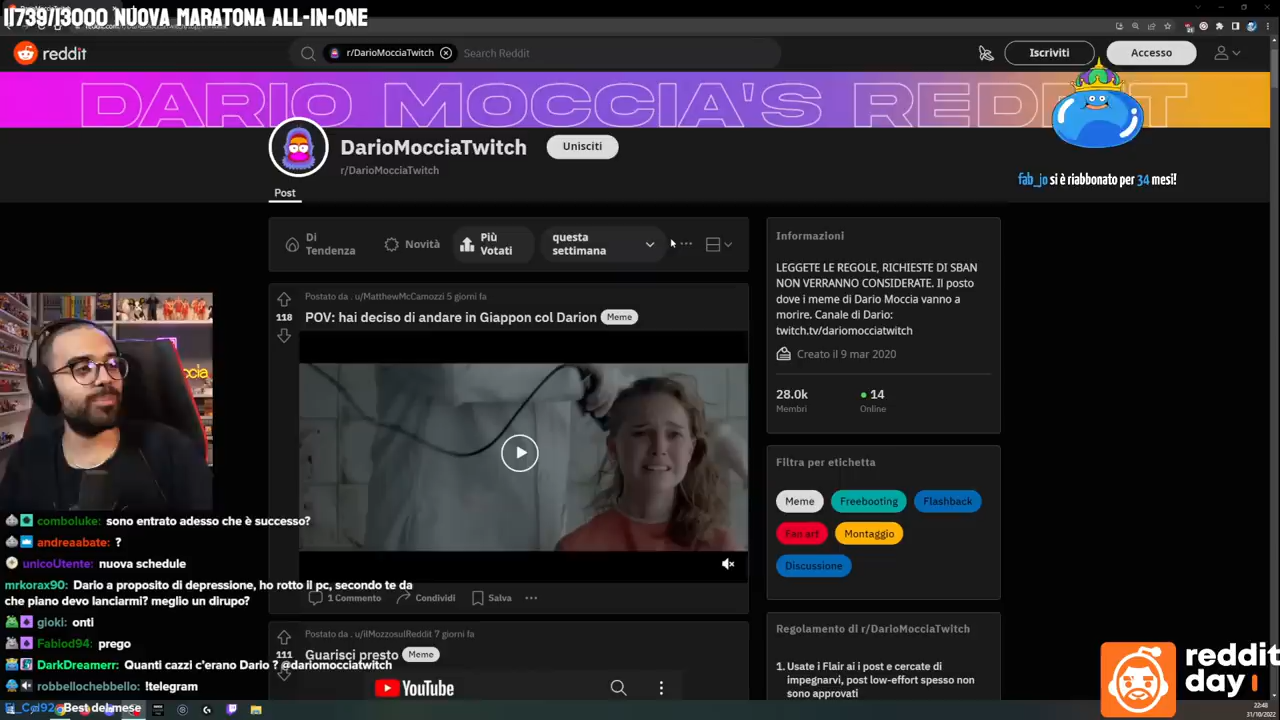 11739/13000 NUOVA MARATONA ALL-IN-ONE
reddit
r/DarioMocciaTwitch
Search Reddit
Iscriviti
Accesso
DARIO MOCCIA'S REDDIT
DarioMocciaTwitch
Unisciti
r/DarioMocciaTwitch
Post
fab_jo si è riabbonato per 34 mesi!
Di Tendenza
Novità
Più Votati
questa settimana
Postato da . u/MatthewMcCamozzi 5 giorni fa
118
POV: hai deciso di andare in Giappon col Darion
Meme
1 Commento
Condividi
Salva
Postato da . u/ilMozzosulReddit 7 giorni fa
111
Guarisci presto
Meme
YouTube
Informazioni
LEGGETE LE REGOLE, RICHIESTE DI SBAN
NON VERRANNO CONSIDERATE. Il posto
dove i meme di Dario Moccia vanno a
morire. Canale di Dario:
twitch.tv/dariomocciatwitch
Creato il 9 mar 2020
28.0k
Membri
14
Online
Filtra per etichetta
Meme
Freebooting
Flashback
Fan art
Montaggio
Discussione
Regolamento di r/DarioMocciaTwitch
1. Usate i Flair ai i post e cercate di
impegnarvi, post low-effort spesso non
sono approvati
comboluke: sono entrato adesso che è successo?
andreaabate: ?
unicoUtente: nuova schedule
mrkorax90: Dario a proposito di depressione, ho rotto il pc, secondo te da
che piano devo lanciarmi? meglio un dirupo?
gioki: onti
Fabiod94: prego
DarkDreamerr: Quanti cazzi c'erano Dario ? @dariomocciatwitch
robbellochebbello: !telegram
Best del mese
reddit
day
22:48
31/10/2022